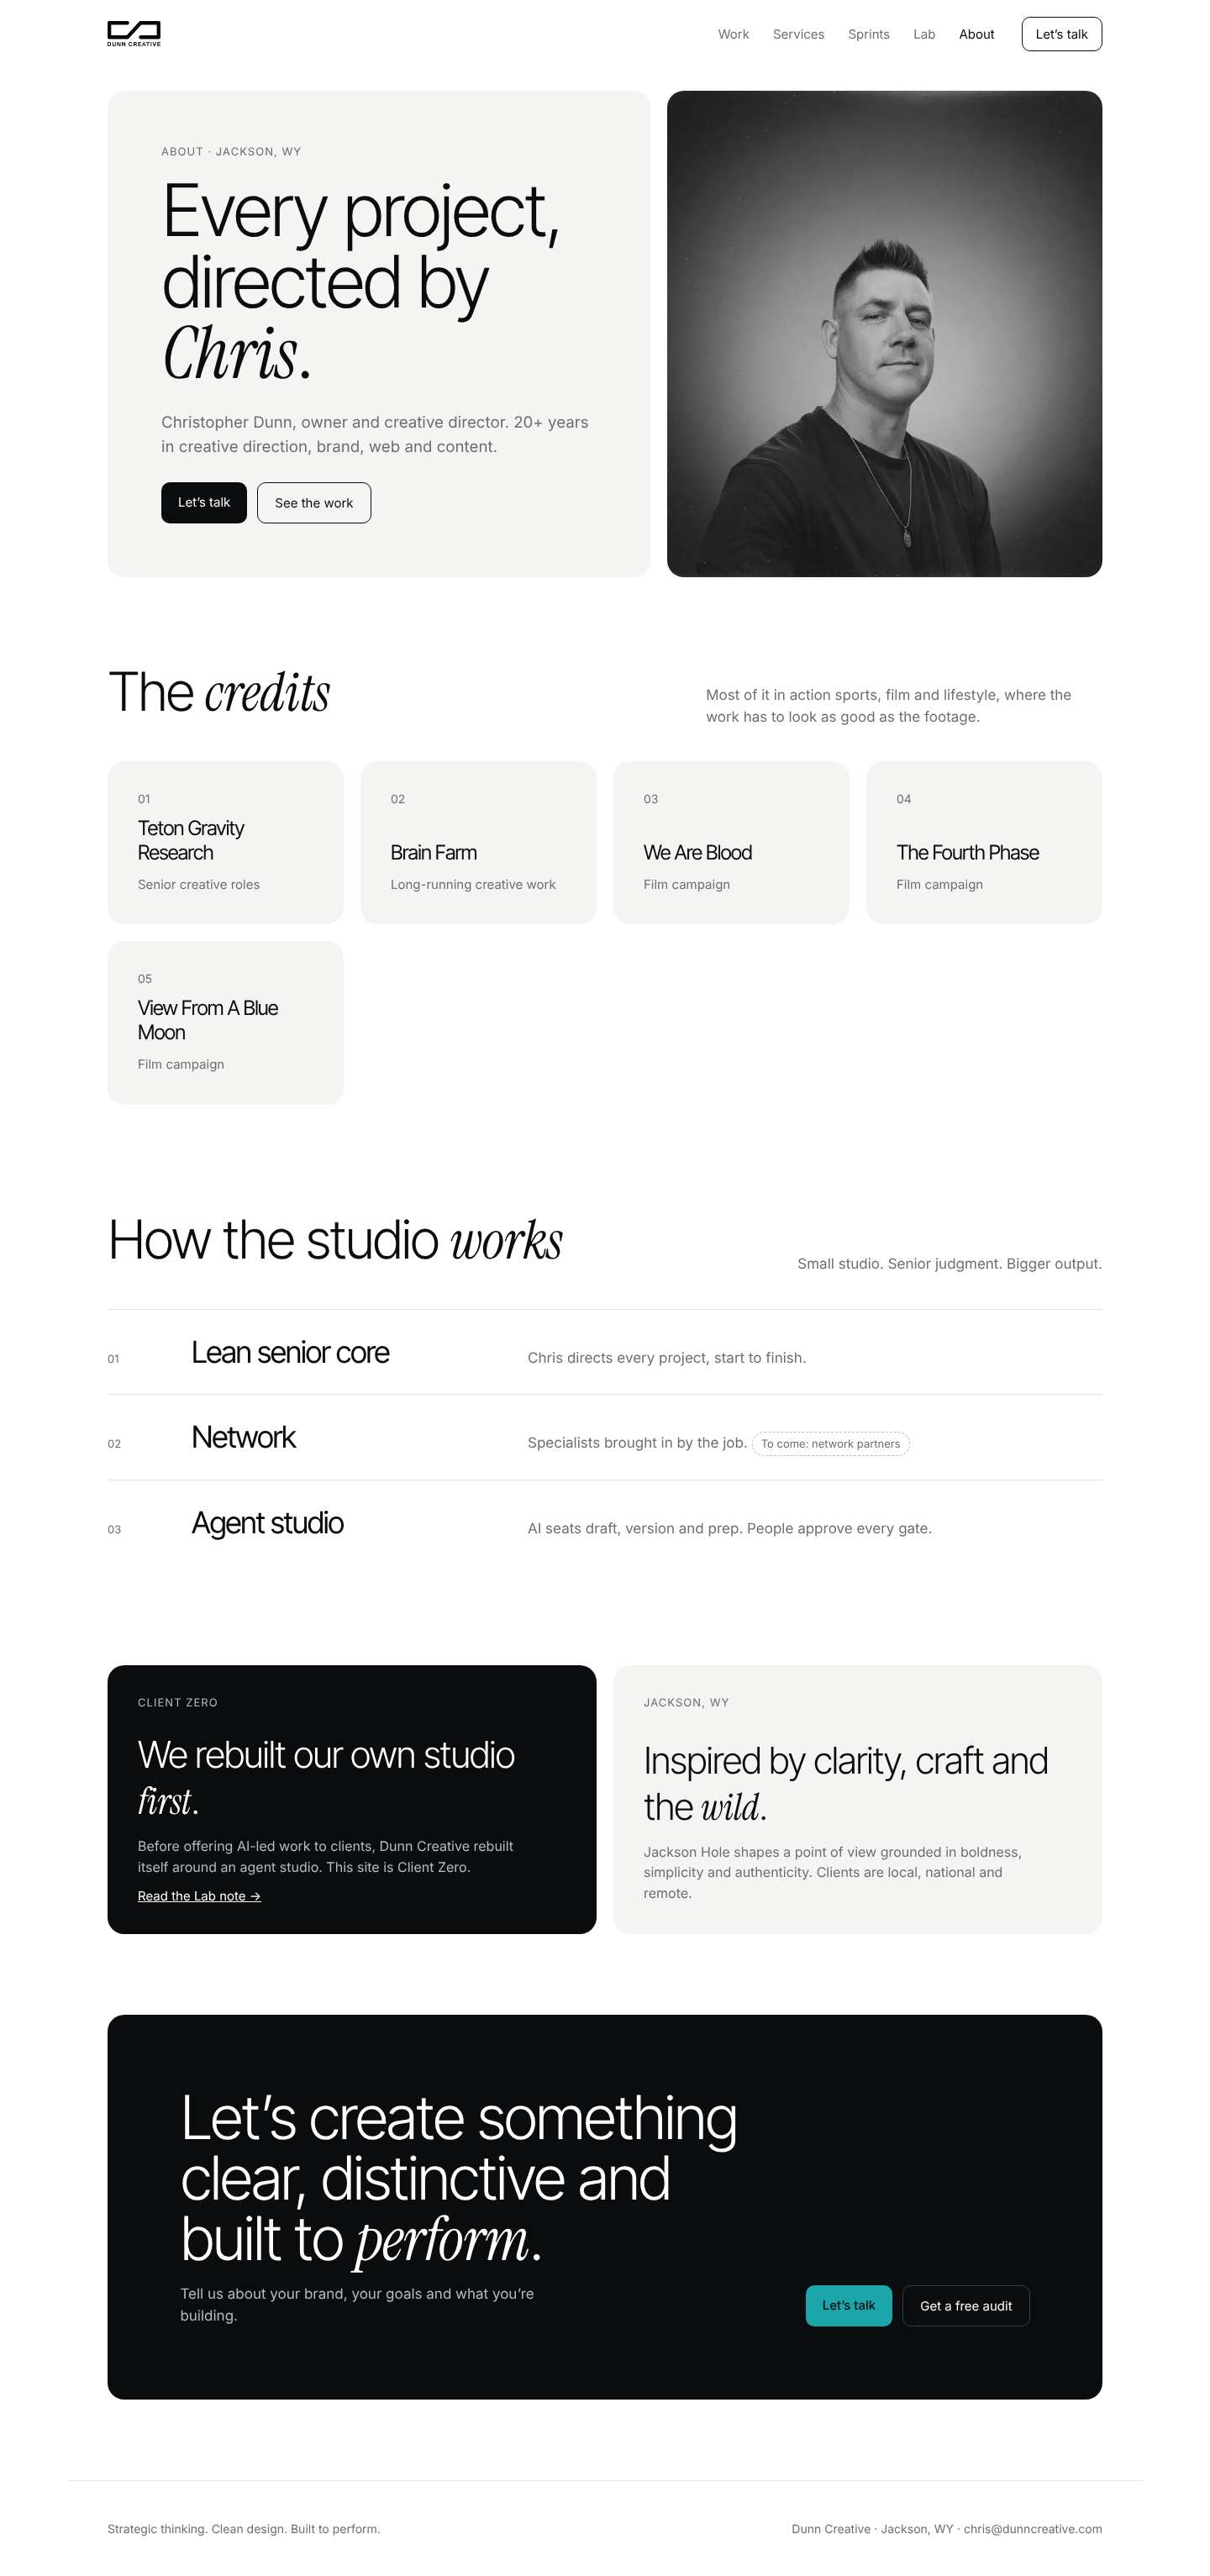 DUNN CREATIVE
Work Services Sprints Lab About Let’s talk
ABOUT · JACKSON, WY
Every project,
directed by
Chris.
Christopher Dunn, owner and creative director. 20+ years
in creative direction, brand, web and content.
Let’s talk
See the work
The credits
Most of it in action sports, film and lifestyle, where the
work has to look as good as the footage.
01
Teton Gravity
Research
Senior creative roles
02
Brain Farm
Long-running creative work
03
We Are Blood
Film campaign
04
The Fourth Phase
Film campaign
05
View From A Blue
Moon
Film campaign
How the studio works
Small studio. Senior judgment. Bigger output.
01
Lean senior core
Chris directs every project, start to finish.
02
Network
Specialists brought in by the job. To come: network partners
03
Agent studio
AI seats draft, version and prep. People approve every gate.
CLIENT ZERO
We rebuilt our own studio
first.
Before offering AI-led work to clients, Dunn Creative rebuilt
itself around an agent studio. This site is Client Zero.
Read the Lab note →
JACKSON, WY
Inspired by clarity, craft and
the wild.
Jackson Hole shapes a point of view grounded in boldness,
simplicity and authenticity. Clients are local, national and
remote.
Let’s create something
clear, distinctive and
built to perform.
Tell us about your brand, your goals and what you’re
building.
Let’s talk
Get a free audit
Strategic thinking. Clean design. Built to perform.
Dunn Creative · Jackson, WY · chris@dunncreative.com